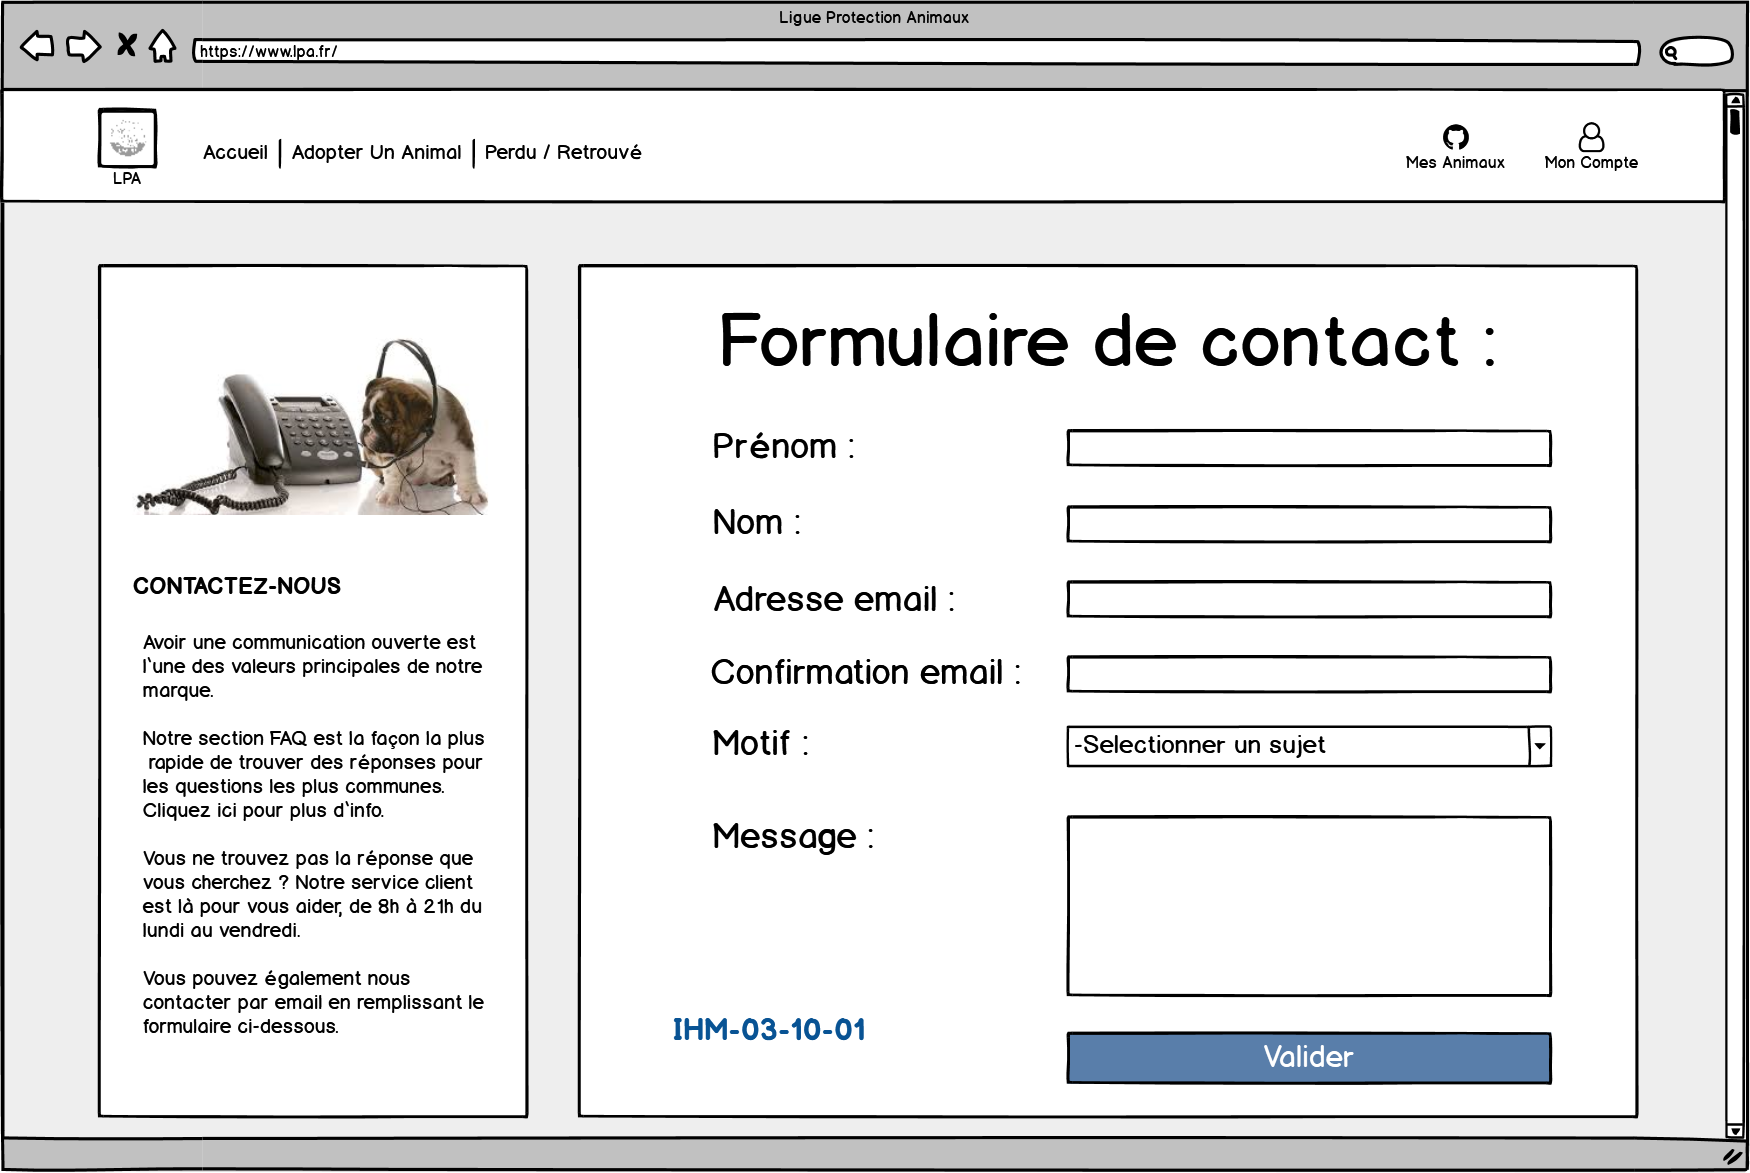 Ligue Protection Animaux
https://www.lpa.fr/
LPA
Accueil | Adopter Un Animal | Perdu / Retrouvé
Mes Animaux
Mon Compte
CONTACTEZ-NOUS
Avoir une communication ouverte est
l`une des valeurs principales de notre
marque.
Notre section FAQ est la façon la plus
rapide de trouver des réponses pour
les questions les plus communes.
Cliquez ici pour plus d`info.
Vous ne trouvez pas la réponse que
vous cherchez ? Notre service client
est là pour vous aider, de 8h à 21h du
lundi au vendredi.
Vous pouvez également nous
contacter par email en remplissant le
formulaire ci-dessous.
Formulaire de contact :
Prénom :
Nom :
Adresse email :
Confirmation email :
Motif :
-Selectionner un sujet
Message :
IHM-03-10-01
Valider